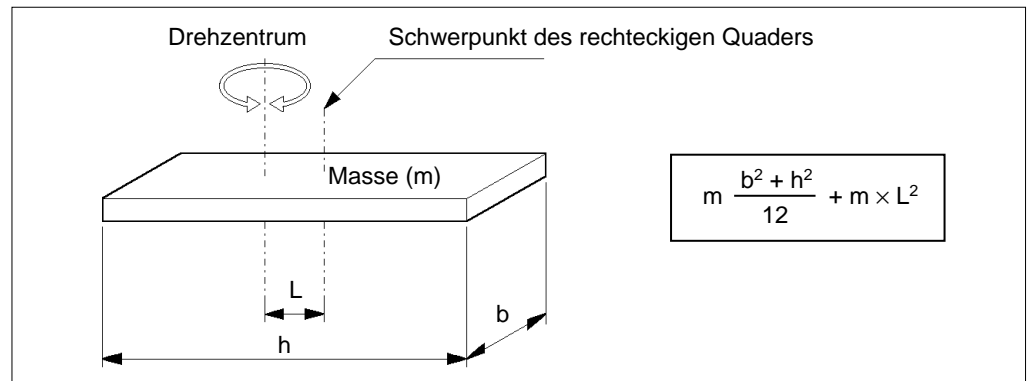 Drehzentrum
Schwerpunkt des rechteckigen Quaders
Masse (m)
m (b² + h²)/12 + m × L²
L
b
h